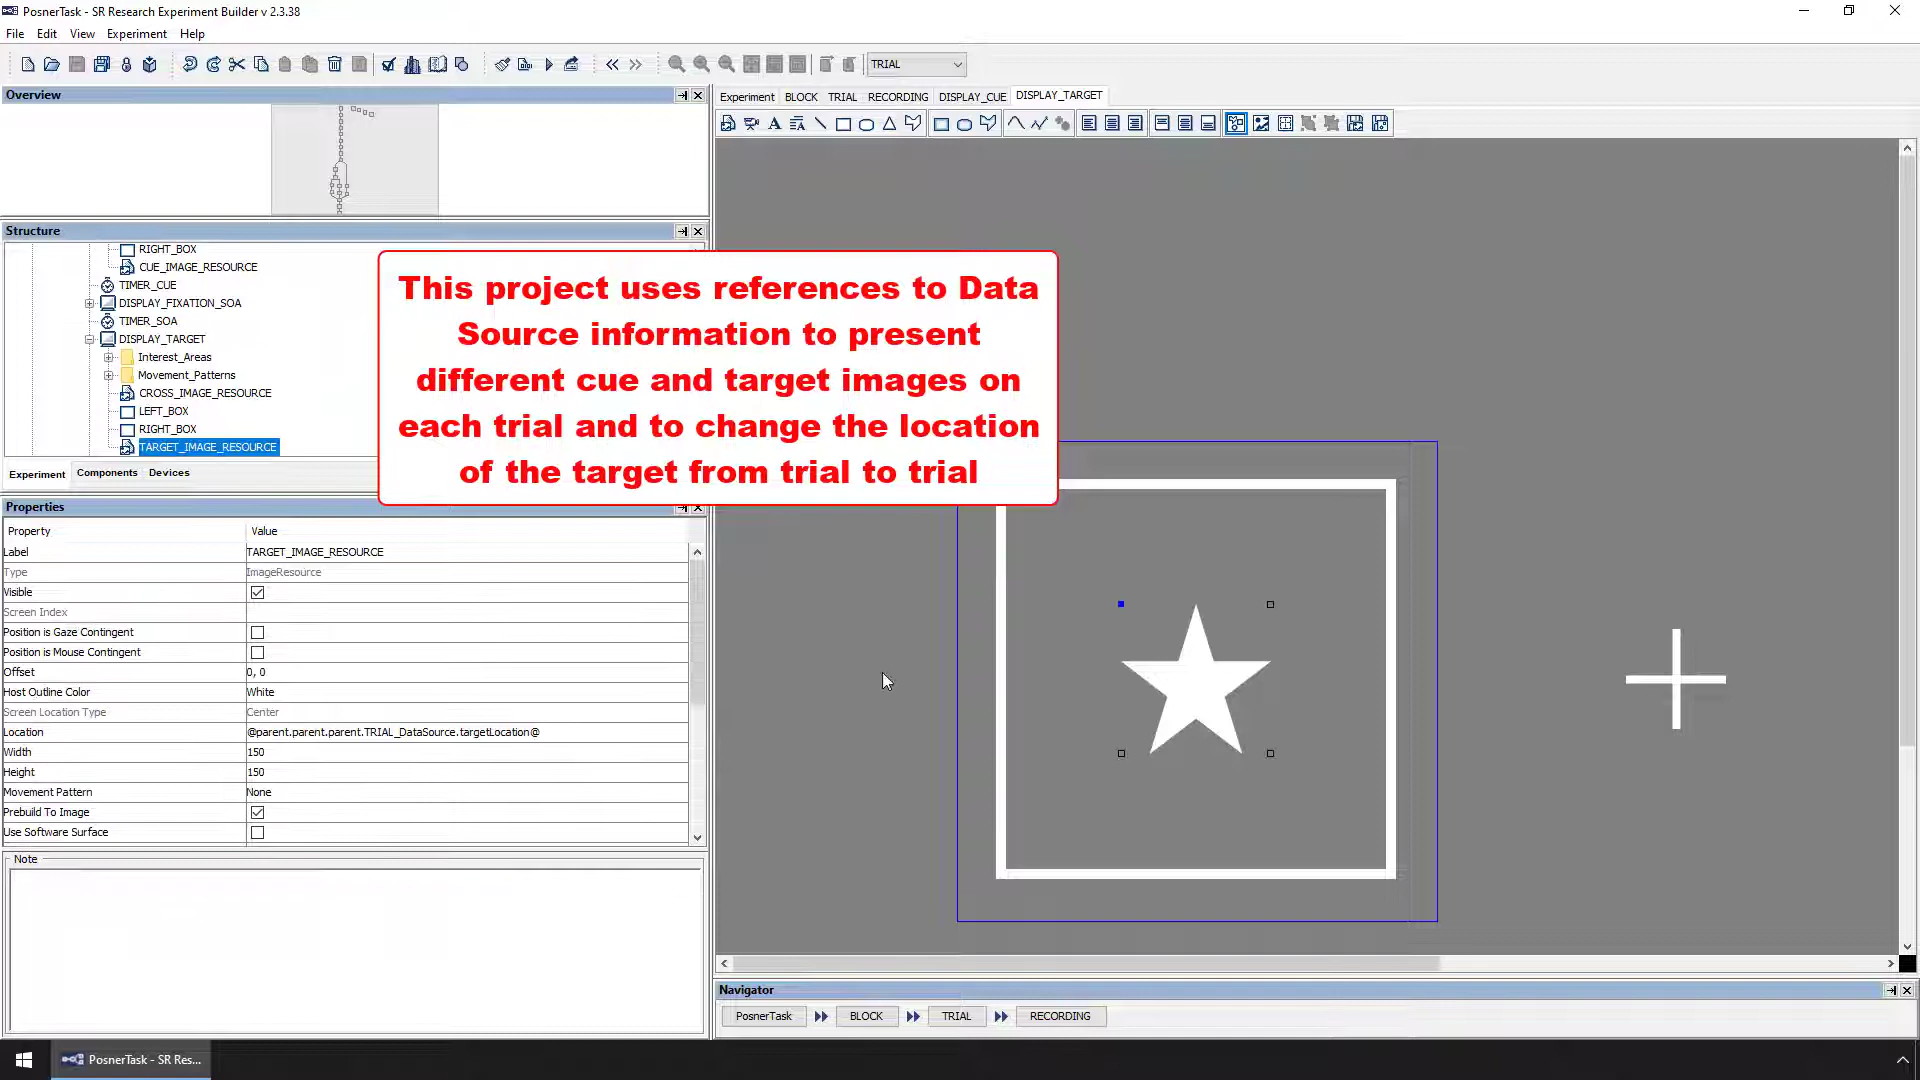 PosnerTask - SR Research Experiment Builder v 2.3.38
File Edit View Experiment Help
TRIAL
Overview
Experiment BLOCK TRIAL RECORDING DISPLAY_CUE DISPLAY_TARGET
Structure
RIGHT_BOX
CUE_IMAGE_RESOURCE
TIMER_CUE
DISPLAY_FIXATION_SOA
TIMER_SOA
DISPLAY_TARGET
Interest_Areas
Movement_Patterns
CROSS_IMAGE_RESOURCE
LEFT_BOX
RIGHT_BOX
TARGET_IMAGE_RESOURCE
Experiment Components Devices
This project uses references to Data
Source information to present
different cue and target images on
each trial and to change the location
of the target from trial to trial
Properties
Property Value
Label TARGET_IMAGE_RESOURCE
Type ImageResource
Visible
Screen Index
Position is Gaze Contingent
Position is Mouse Contingent
Offset 0, 0
Host Outline Color White
Screen Location Type Center
Location @parent.parent.parent.TRIAL_DataSource.targetLocation@
Width 150
Height 150
Movement Pattern None
Prebuild To Image
Use Software Surface
Note
Navigator
PosnerTask BLOCK TRIAL RECORDING
PosnerTask - SR Res...